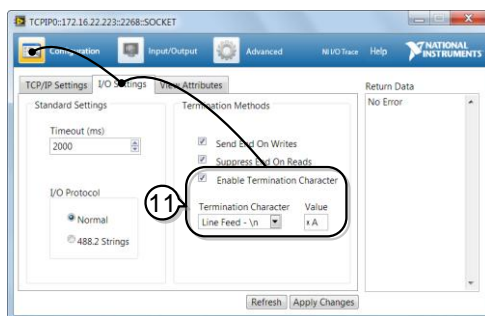 TCPIP0::172.16.22.223::2268::SOCKET
Configuration
Input/Output
Advanced
NI I/O Trace
Help
NATIONAL
INSTRUMENTS
TCP/IP Settings
I/O Settings
View Attributes
Return Data
Standard Settings
Termination Methods
No Error
Timeout (ms)
2000
Send End On Writes
Suppress End On Reads
Enable Termination Character
I/O Protocol
11
Termination Character
Value
Normal
Line Feed - \n
x A
488.2 Strings
Refresh
Apply Changes